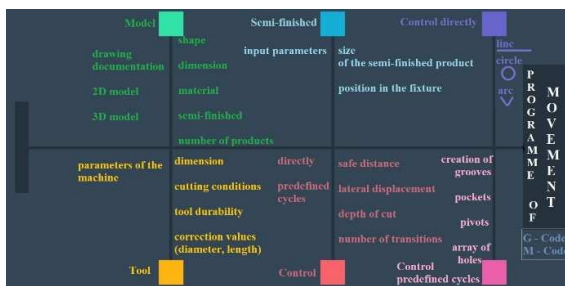 Model
Semi-finished
Control directly
drawing
documentation
2D model
3D model
shape
dimension
material
semi-finished
number of products
input parameters
size
of the semi-finished product
position in the fixture
line
circle
arc
PROGRAMME OF
MOVEMENT
G - Code
M - Code
parameters of the
machine
dimension
cutting conditions
tool durability
correction values
(diameter, length)
directly
predefined
cycles
safe distance
lateral displacement
depth of cut
number of transitions
creation of
grooves
pockets
pivots
array of
holes
Tool
Control
Control
predefined cycles